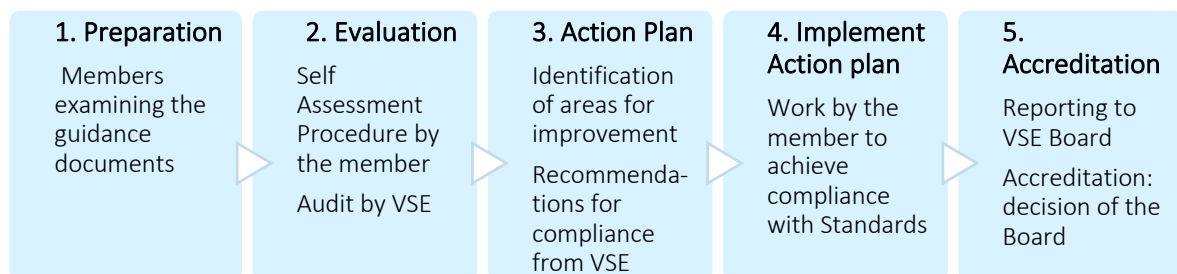 1. Preparation
Members
examining the
guidance
documents
2. Evaluation
Self
Assessment
Procedure by
the member
Audit by VSE
3. Action Plan
Identification
of areas for
improvement
Recommenda-
tions for
compliance
from VSE
4. Implement
Action plan
Work by the
member to
achieve
compliance
with Standards
5.
Accreditation
Reporting to
VSE Board
Accreditation:
decision of the
Board